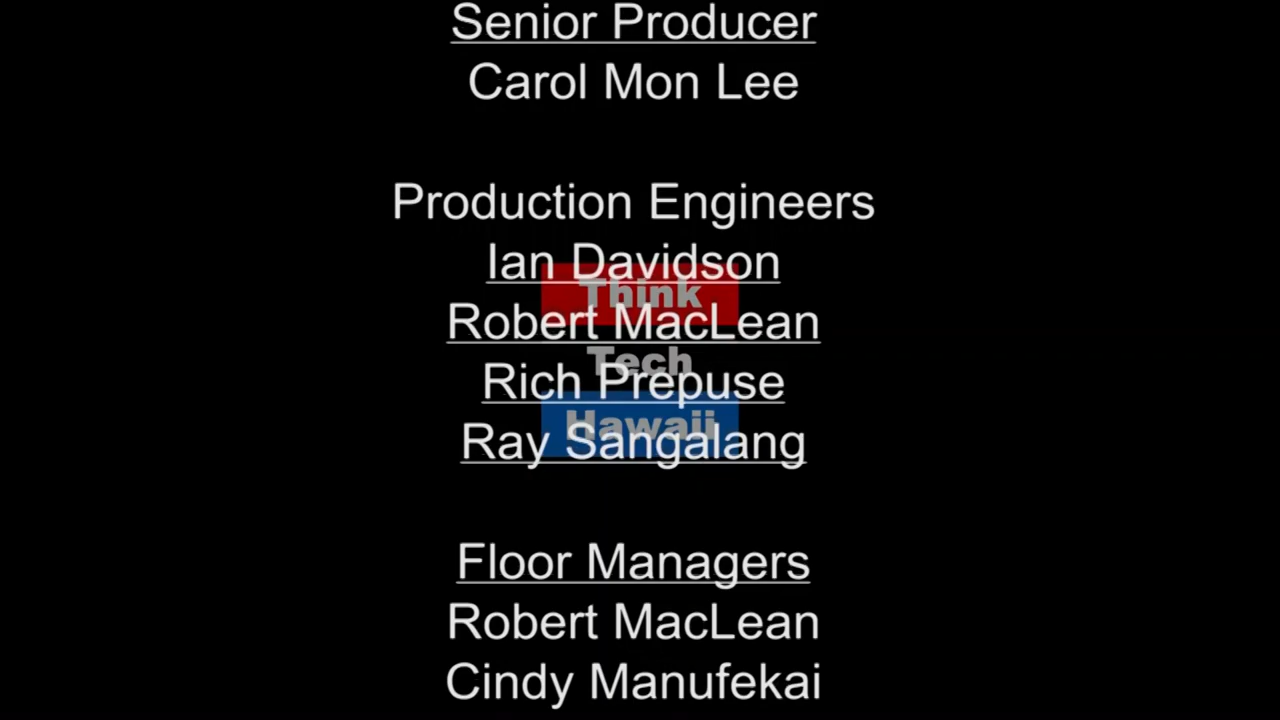 Senior Producer
Carol Mon Lee
Production Engineers
Ian Davidson
Think
Robert MacLean
Tech
Rich Prepuse
Hawaii
Ray Sangalang
Floor Managers
Robert MacLean
Cindy Manufekai